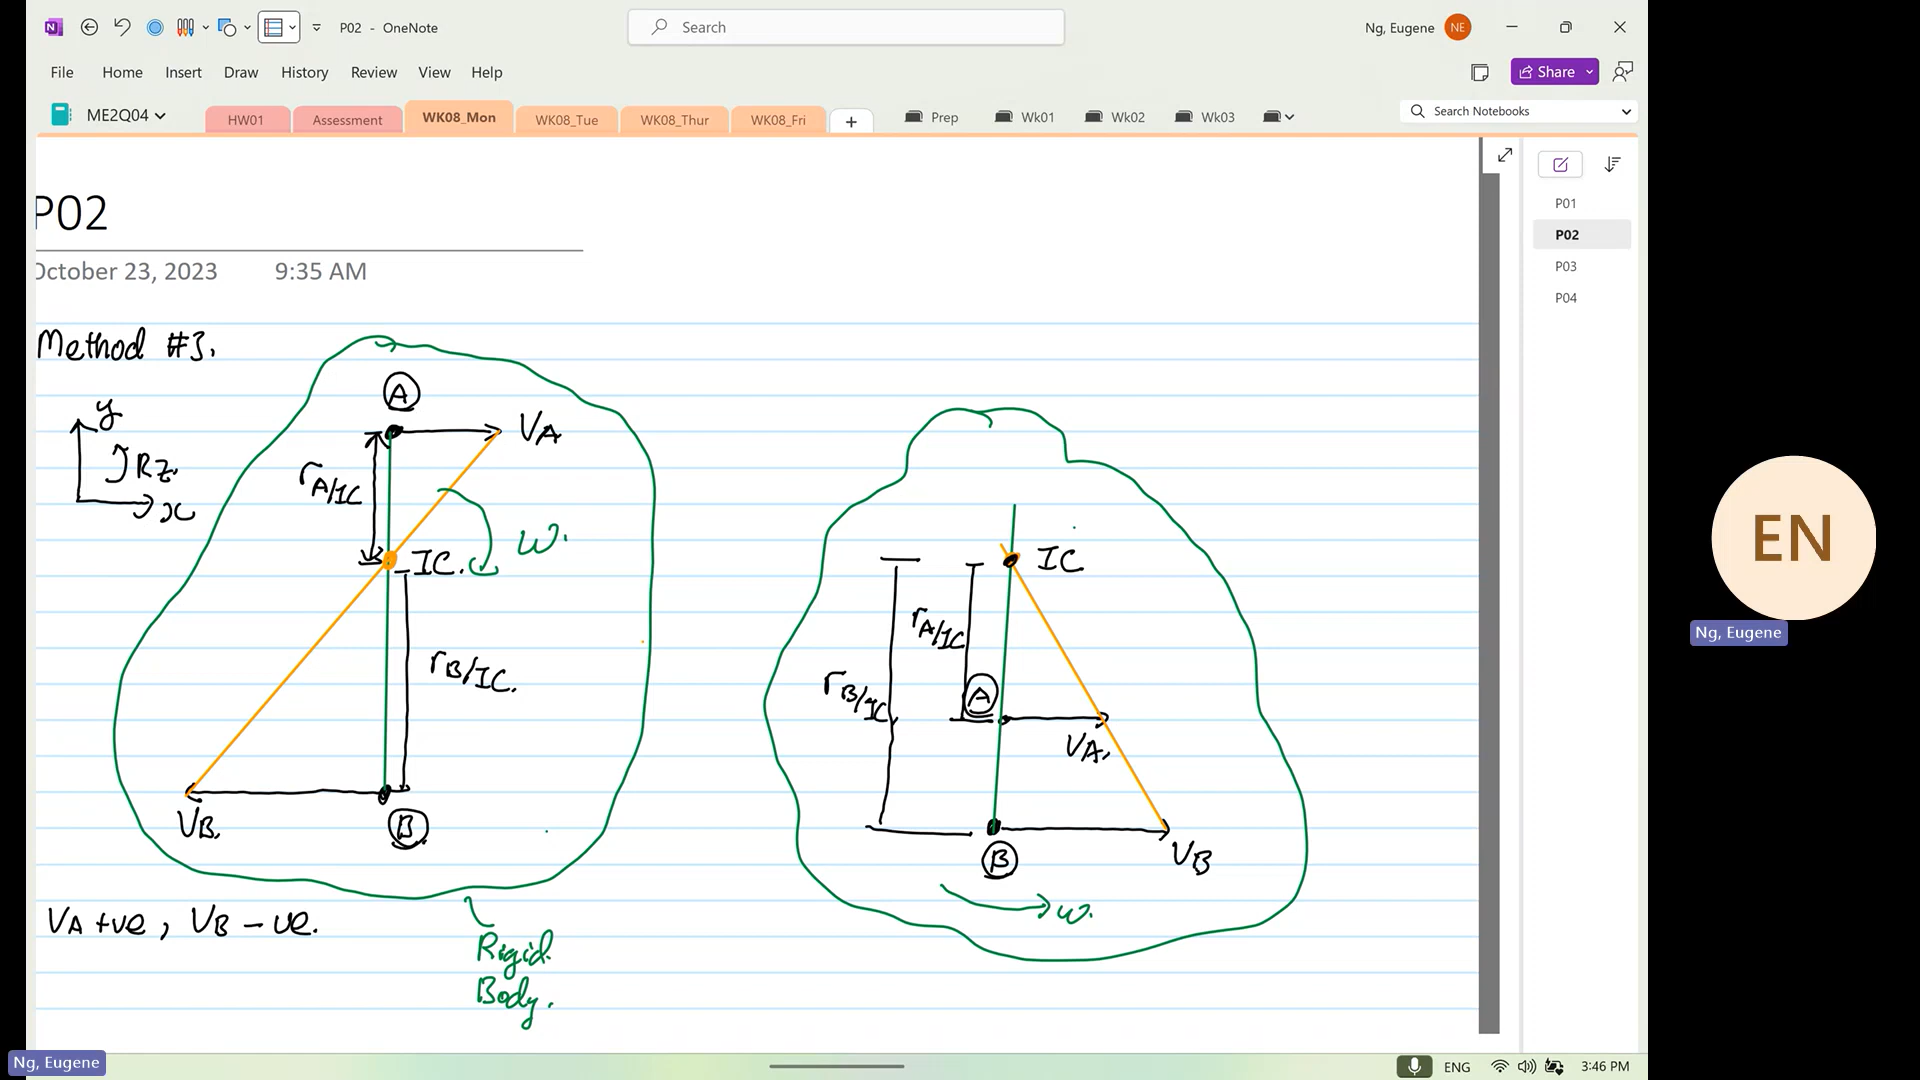 P02 - OneNote
Search
Ng, Eugene
NE
File Home Insert Draw History Review View Help
Share
ME2Q04
HW01
Assessment
WK08_Mon
WK08_Tue
WK08_Thur
WK08_Fri
+
Prep
Wk01
Wk02
Wk03
Search Notebooks
P02
October 23, 2023 9:35 AM
P01
P02
P03
P04
Method #3.
y
Rz.
x
A
VA
rA/IC
IC.
ω.
rB/IC.
VB.
B
VA +ve, VB -ve.
Rigid
Body.
IC
rA/IC
rB/IC
A
VA.
B
VB
ω.
EN
Ng, Eugene
Ng, Eugene
ENG
3:46 PM